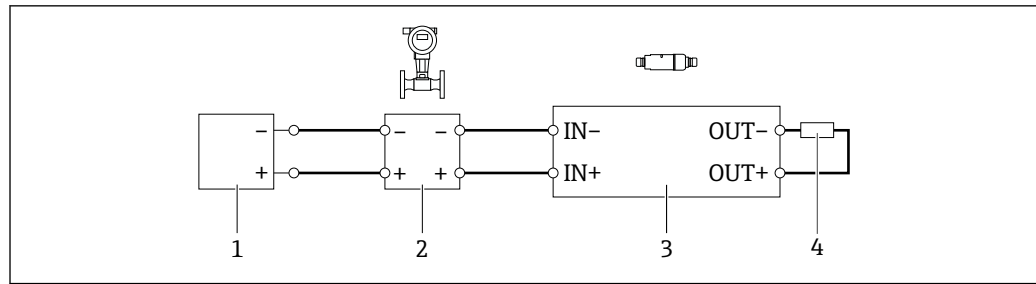 − − − IN− OUT−
+ + + IN+ OUT+
1 2 3 4